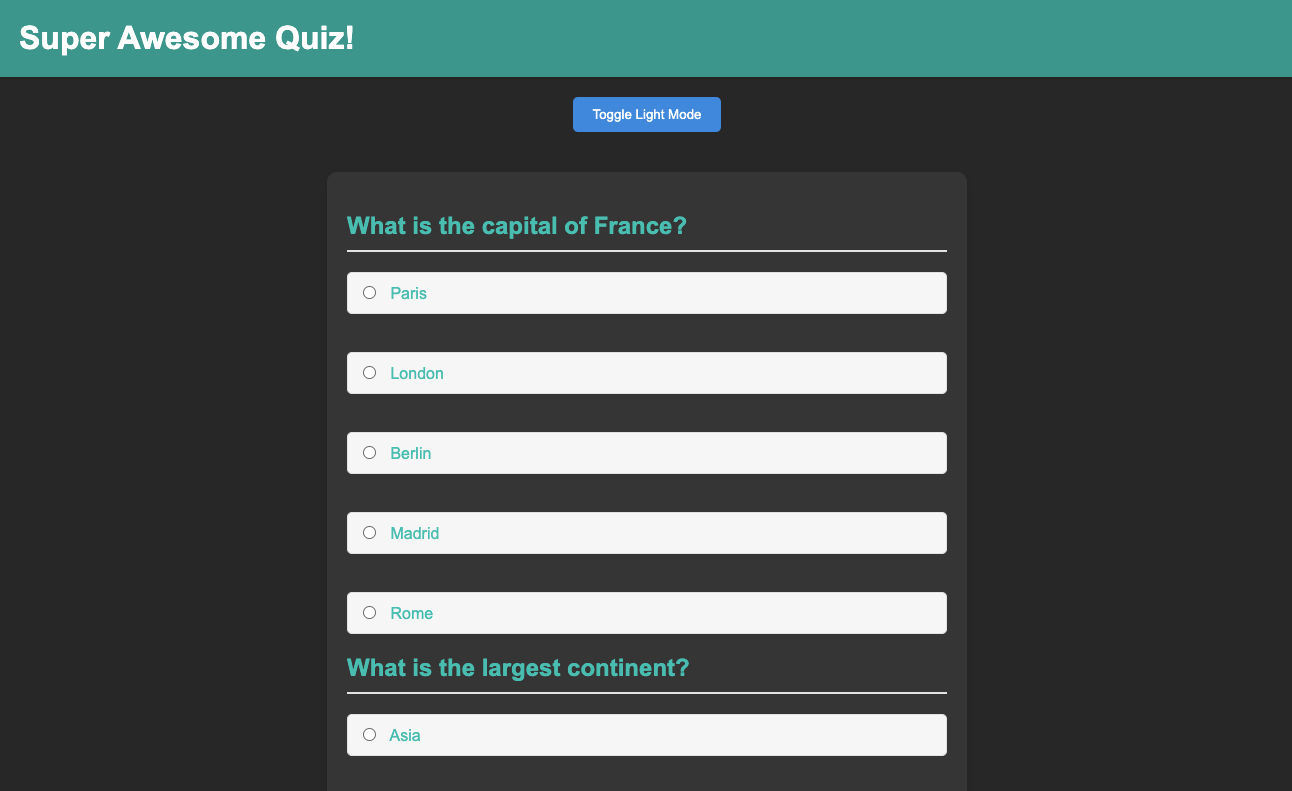 Super Awesome Quiz!
Toggle Light Mode
What is the capital of France?
Paris
London
Berlin
Madrid
Rome
What is the largest continent?
Asia